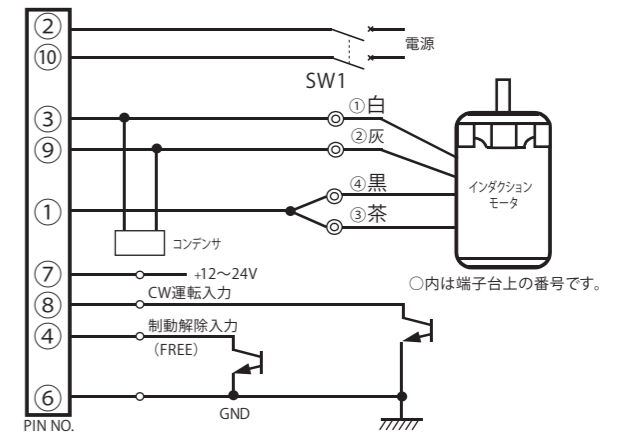 ②
電源
⑩
SW1
③
①白
⑨
②灰
④黒
インダクション
モータ
①
③茶
コンデンサ
⑦
+12～24V
○内は端子台上の番号です。
CW運転入力
⑧
制動解除入力
④
（FREE）
⑥
GND
PIN NO.